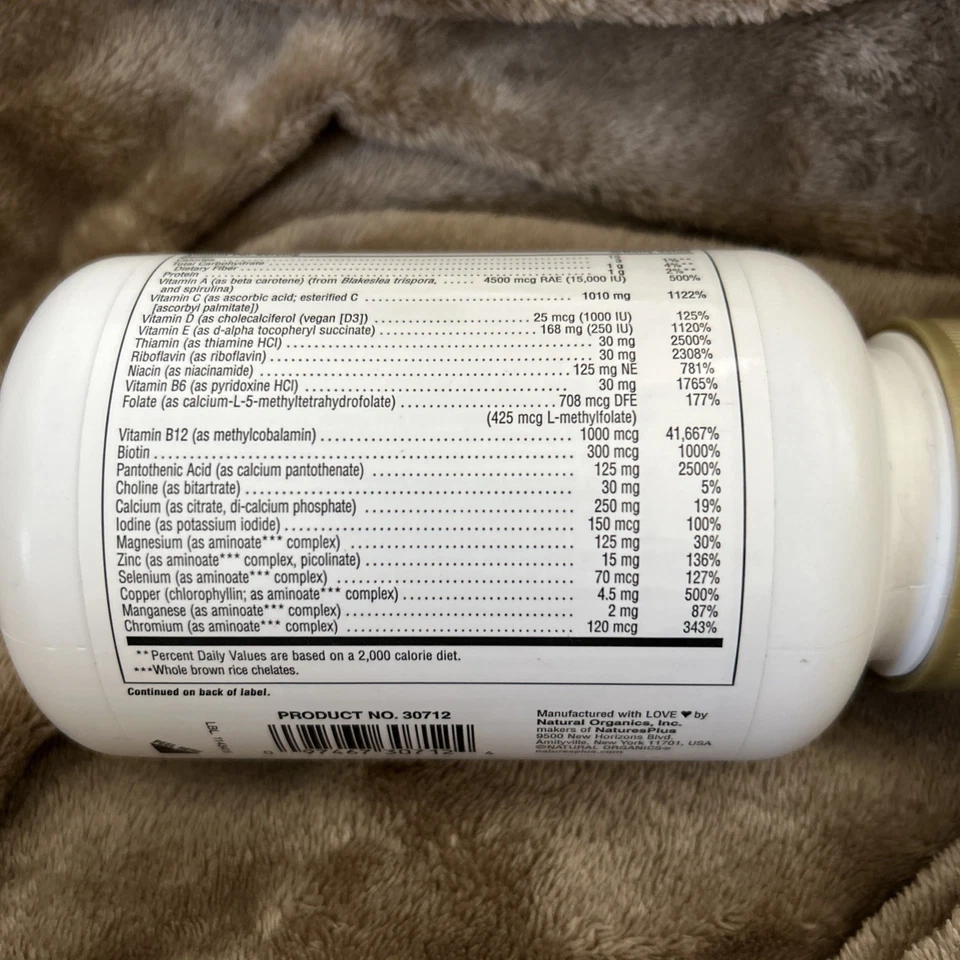 Total Carbohydrate
Dietary Fiber
Protein
Vitamin A (as beta carotene) (from Blakeslea trispora, ..... 4500 mcg RAE (15,000 IU) 500%
and spirulina)
Vitamin C (as ascorbic acid; esterified C ........ 1010 mg 1122%
[ascorbyl palmitate])
Vitamin D (as cholecalciferol (vegan [D3]) ........ 25 mcg (1000 IU) 125%
Vitamin E (as d-alpha tocopheryl succinate) ........ 168 mg (250 IU) 1120%
Thiamin (as thiamine HCl) ........ 30 mg 2500%
Riboflavin (as riboflavin) ........ 30 mg 2308%
Niacin (as niacinamide) ........ 125 mg NE 781%
Vitamin B6 (as pyridoxine HCl) ........ 30 mg 1765%
Folate (as calcium-L-5-methyltetrahydrofolate) ........ 708 mcg DFE 177%
(425 mcg L-methylfolate)
Vitamin B12 (as methylcobalamin) ........ 1000 mcg 41,667%
Biotin ........ 300 mcg 1000%
Pantothenic Acid (as calcium pantothenate) ........ 125 mg 2500%
Choline (as bitartrate) ........ 30 mg 5%
Calcium (as citrate, di-calcium phosphate) ........ 250 mg 19%
Iodine (as potassium iodide) ........ 150 mcg 100%
Magnesium (as aminoate*** complex) ........ 125 mg 30%
Zinc (as aminoate*** complex, picolinate) ........ 15 mg 136%
Selenium (as aminoate*** complex) ........ 70 mcg 127%
Copper (chlorophyllin; as aminoate*** complex) ........ 4.5 mg 500%
Manganese (as aminoate*** complex) ........ 2 mg 87%
Chromium (as aminoate*** complex) ........ 120 mcg 343%
**Percent Daily Values are based on a 2,000 calorie diet.
***Whole brown rice chelates.
Continued on back of label.
PRODUCT NO. 30712
LBL
Manufactured with LOVE ♥ by
Natural Organics, Inc.
makers of NaturesPlus
9500 New Horizons Blvd.
Amityville, New York 11701, USA
©NATURAL ORGANICS®
naturesplus.com